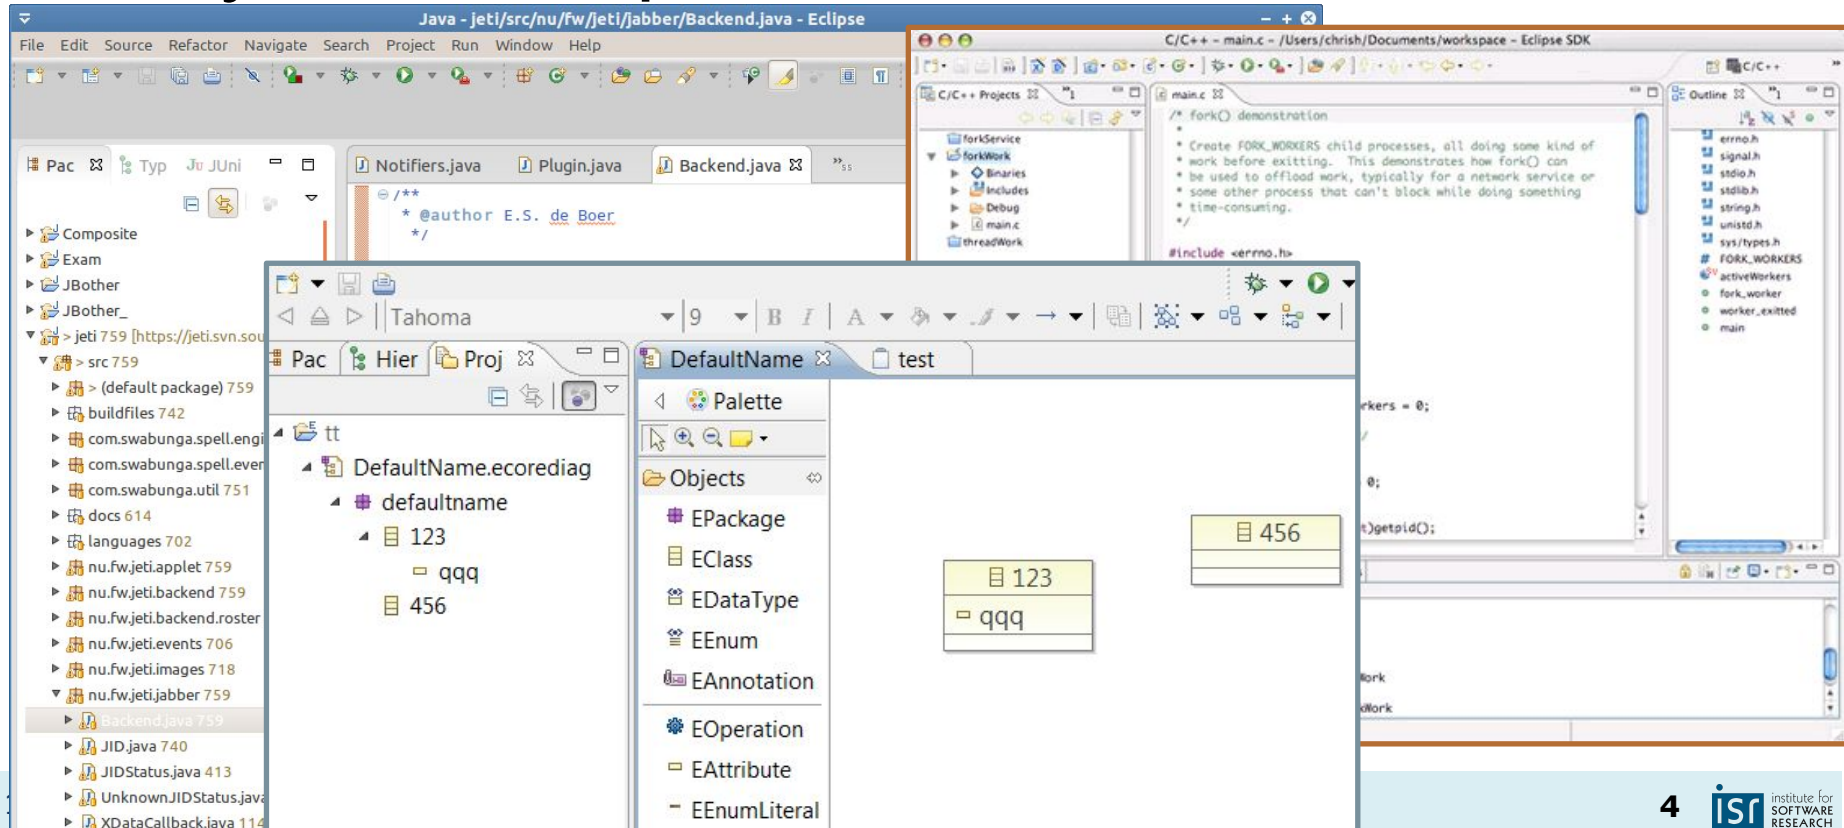 Java - jeti/src/nu/fw/jeti/jabber/Backend.java - Eclipse
File Edit Source Refactor Navigate Search Project Run Window Help
Pac Typ Ju JUni
Notifiers.java Plugin.java Backend.java "ss
/**
* @author E.S. de Boer
*/
Composite
Exam
JBother
JBother_
> jeti 759 [https://jeti.svn.sou
> src 759
> (default package) 759
buildfiles 742
com.swabunga.spell.engi
com.swabunga.spell.ever
com.swabunga.util 751
docs 614
languages 702
nu.fw.jeti.applet 759
nu.fw.jeti.backend 759
nu.fw.jeti.backend.roster
nu.fw.jeti.events 706
nu.fw.jeti.images 718
nu.fw.jeti.jabber 759
Backend.java 759
JID.java 740
JIDStatus.java 413
UnknownJIDStatus.java
XDataCallback.java 114
C/C++ - main.c - /Users/chrish/Documents/workspace - Eclipse SDK
C/C++ "
C/C++ Projects "1
main.c
Outline "1
forkService
forkWork
Binaries
Includes
Debug
main.c
threadWork
/* fork() demonstration
*
* Create FORK_WORKERS child processes, all doing some kind of
* work before exitting. This demonstrates how fork() can
* be used to offload work, typically for a network service or
* some other process that can't block while doing something
* time-consuming.
*/
#include <errno.h>
errno.h
signal.h
stdio.h
stdlib.h
string.h
unistd.h
sys/types.h
# FORK_WORKERS
activeWorkers
fork_worker
worker_exitted
main
rkers = 0;
/
0;
t)getpid();
Tahoma 9 B I A
Pac Hier Proj
DefaultName test
tt
DefaultName.ecorediag
defaultname
123
qqq
456
Palette
Objects
EPackage
EClass
EDataType
EEnum
EAnnotation
EOperation
EAttribute
EEnumLiteral
456
123
qqq
4
isr institute for
SOFTWARE
RESEARCH